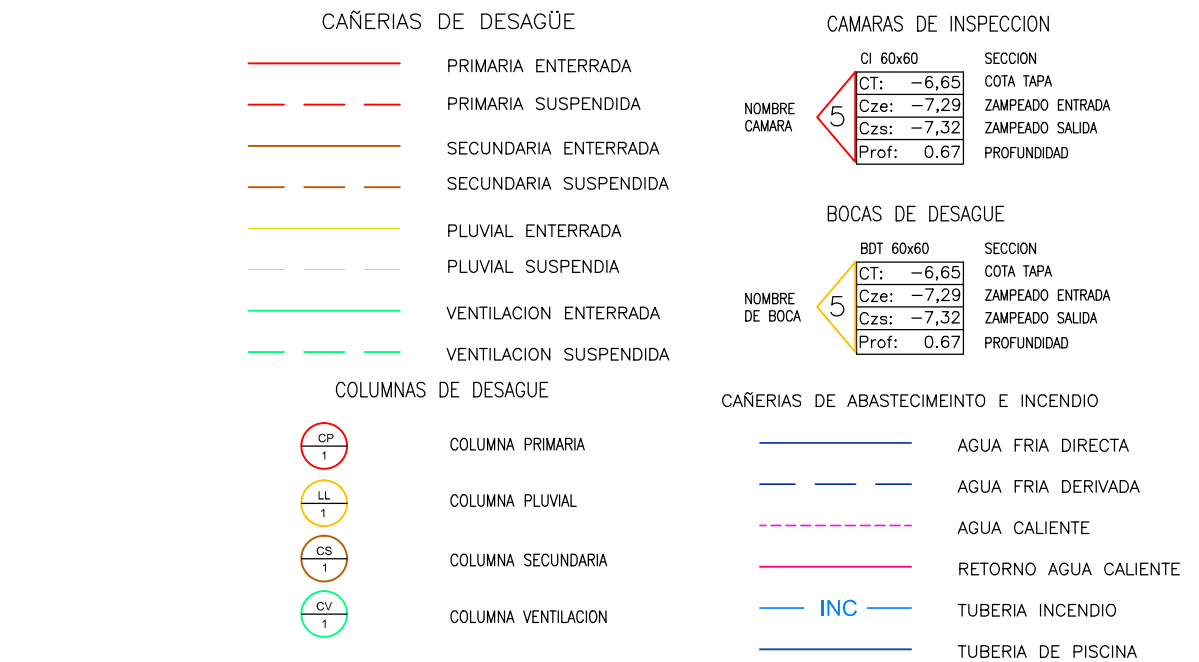 CAÑERIAS DE DESAGÜE
PRIMARIA ENTERRADA
PRIMARIA SUSPENDIDA
SECUNDARIA ENTERRADA
SECUNDARIA SUSPENDIDA
PLUVIAL ENTERRADA
PLUVIAL SUSPENDIA
VENTILACION ENTERRADA
VENTILACION SUSPENDIDA
COLUMNAS DE DESAGUE
CP
1
COLUMNA PRIMARIA
LL
1
COLUMNA PLUVIAL
CS
1
COLUMNA SECUNDARIA
CV
1
COLUMNA VENTILACION
CAMARAS DE INSPECCION
CI 60x60 SECCION
CT: -6,65 COTA TAPA
Cze: -7,29 ZAMPEADO ENTRADA
Czs: -7,32 ZAMPEADO SALIDA
Prof: 0.67 PROFUNDIDAD
NOMBRE
CAMARA
5
BOCAS DE DESAGUE
BDT 60x60 SECCION
CT: -6,65 COTA TAPA
Cze: -7,29 ZAMPEADO ENTRADA
Czs: -7,32 ZAMPEADO SALIDA
Prof: 0.67 PROFUNDIDAD
NOMBRE
DE BOCA
5
CAÑERIAS DE ABASTECIMEINTO E INCENDIO
AGUA FRIA DIRECTA
AGUA FRIA DERIVADA
AGUA CALIENTE
RETORNO AGUA CALIENTE
INC TUBERIA INCENDIO
TUBERIA DE PISCINA